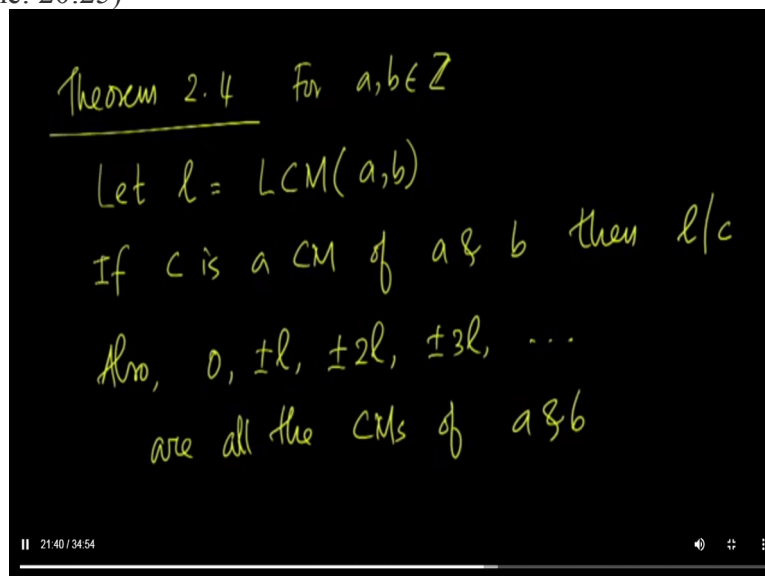 Theorem 2.4 For a,b∈Z
Let l = LCM(a,b)
If c is a CM of a & b then l/c
Also, 0, ±l, ±2l, ±3l, ...
are all the CMs of a & b
21:40 / 34:54